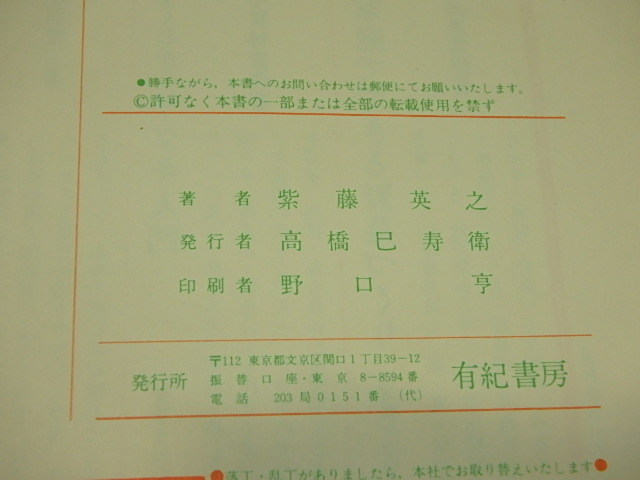 ●勝手ながら、本書へのお問い合わせは郵便にてお願いいたします。
©許可なく本書の一部または全部の転載使用を禁ず
著者 紫藤英之
発行者 高橋巳寿衛
印刷者 野口亨
発行所 〒112 東京都文京区関口1丁目39−12
振替口座・東京 8−8594番
電話 203局0151番 (代)
有紀書房
●落丁・乱丁がありましたら、本社でお取り替えいたします●